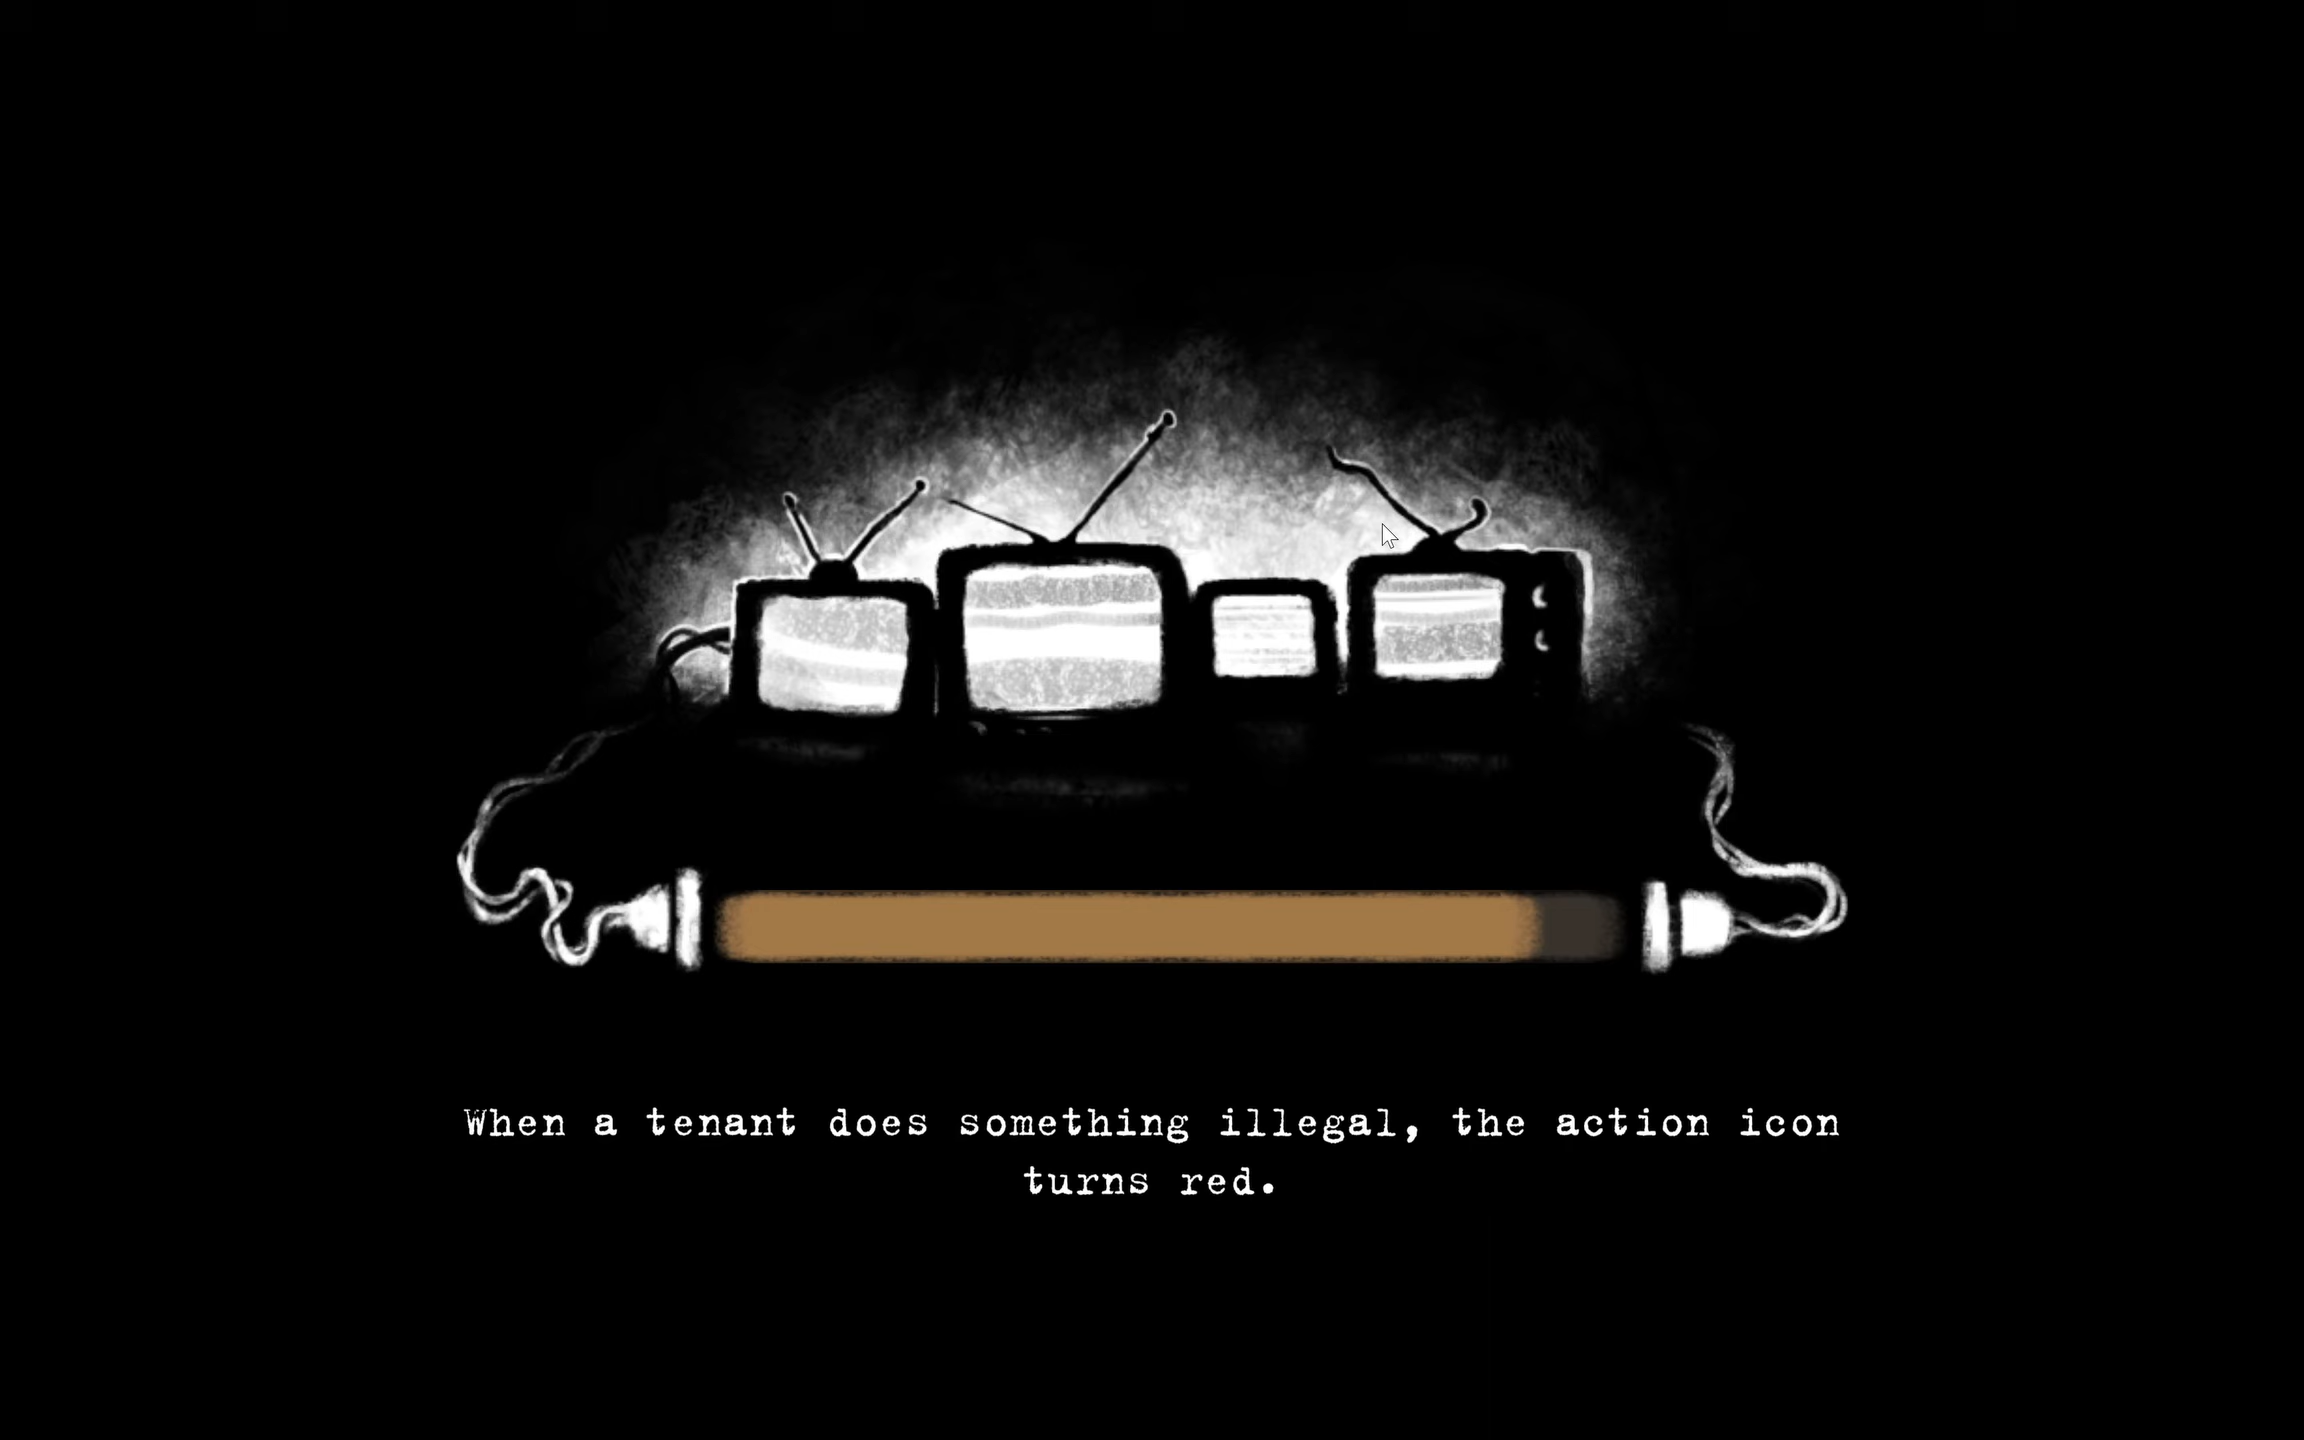 When a tenant does something illegal, the action icon
turns red.